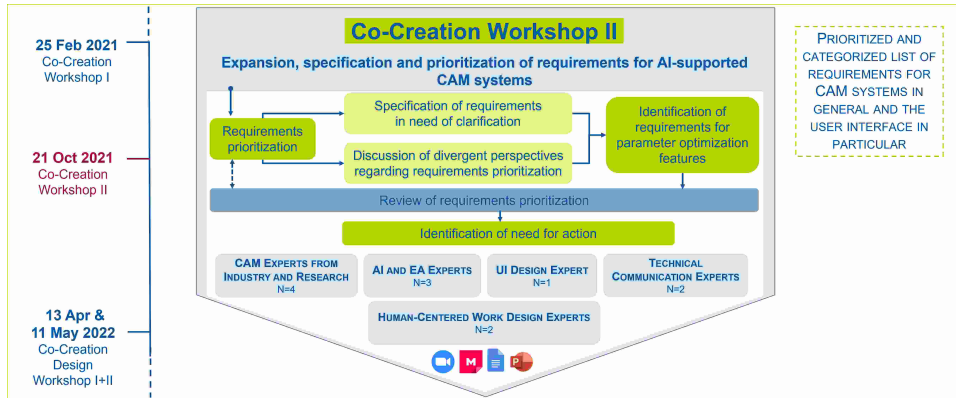 25 Feb 2021
Co-Creation
Workshop I
21 Oct 2021
Co-Creation
Workshop II
13 Apr &
11 May 2022
Co-Creation
Design
Workshop I+II
Co-Creation Workshop II
Expansion, specification and prioritization of requirements for AI-supported
CAM systems
Requirements
prioritization
Specification of requirements
in need of clarification
Discussion of divergent perspectives
regarding requirements prioritization
Identification of
requirements for
parameter optimization
features
Review of requirements prioritization
Identification of need for action
CAM EXPERTS FROM
INDUSTRY AND RESEARCH
N=4
AI AND EA EXPERTS
N=3
UI DESIGN EXPERT
N=1
TECHNICAL
COMMUNICATION EXPERTS
N=2
HUMAN-CENTERED WORK DESIGN EXPERTS
N=2
M
P
PRIORITIZED AND
CATEGORIZED LIST OF
REQUIREMENTS FOR
CAM SYSTEMS IN
GENERAL AND THE
USER INTERFACE IN
PARTICULAR